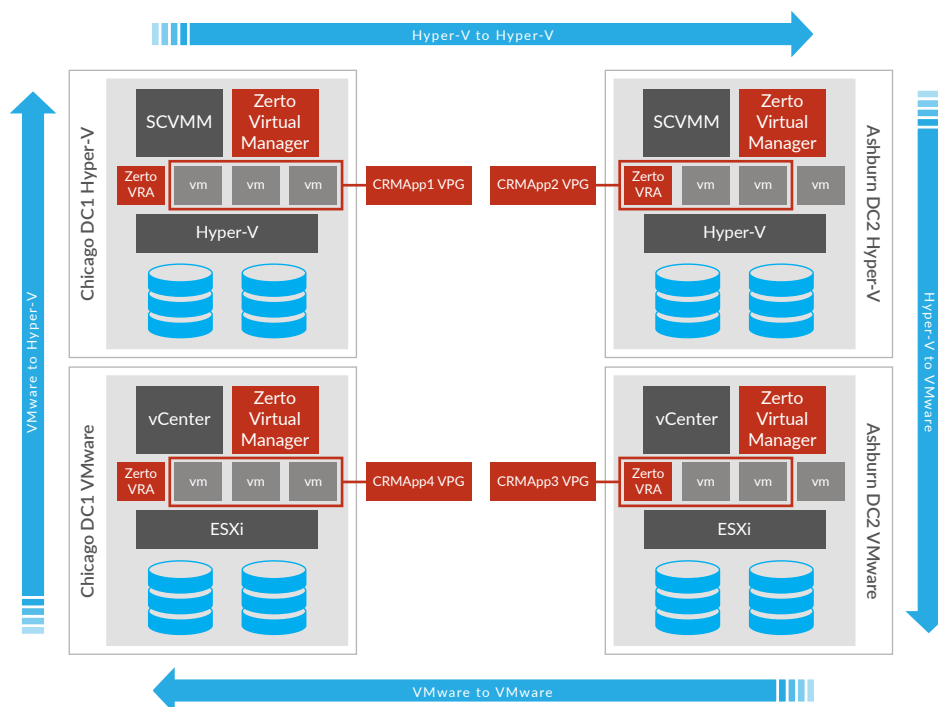 Hyper-V to Hyper-V
Chicago DC1 Hyper-V
SCVMM
Zerto
Virtual
Manager
Zerto
VRA
vm
vm
vm
CRMApp1 VPG
Hyper-V
Ashburn DC2 Hyper-V
SCVMM
Zerto
Virtual
Manager
CRMApp2 VPG
Zerto
VRA
vm
vm
vm
Hyper-V
VMware to Hyper-V
Hyper-V to VMware
Chicago DC1 VMware
vCenter
Zerto
Virtual
Manager
Zerto
VRA
vm
vm
vm
CRMApp4 VPG
ESXi
Ashburn DC2 VMware
vCenter
Zerto
Virtual
Manager
CRMApp3 VPG
Zerto
VRA
vm
vm
vm
ESXi
VMware to VMware